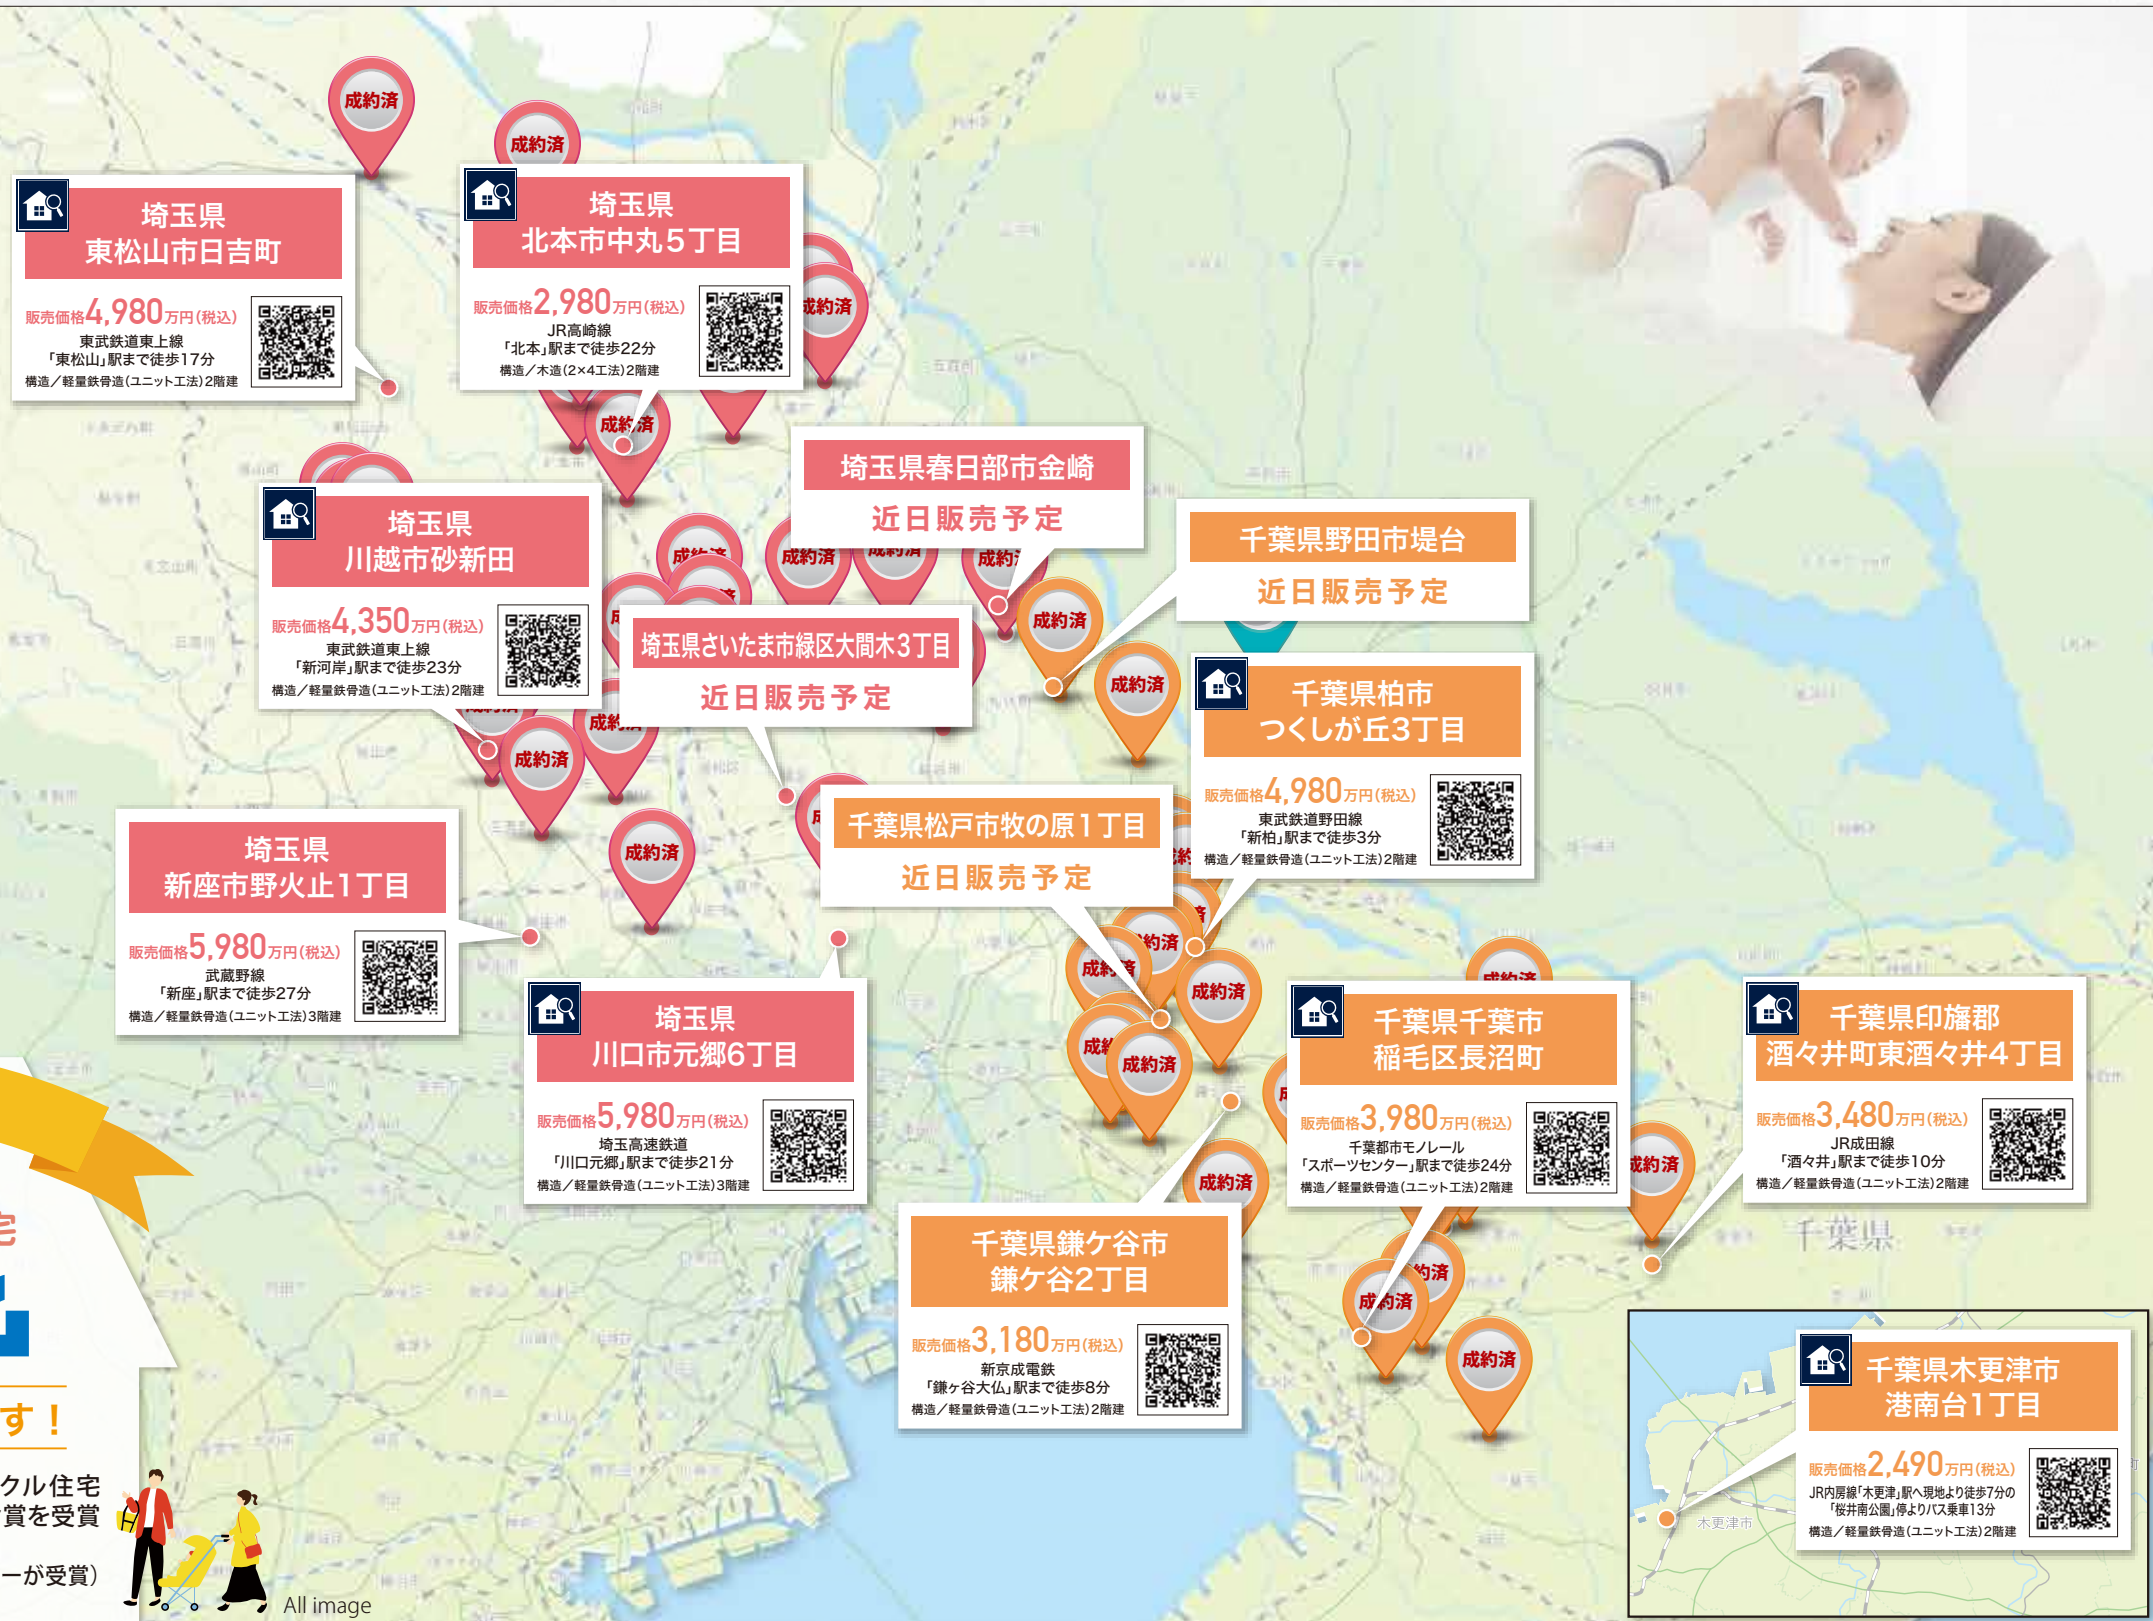 成約済
成約済
埼玉県
東松山市日吉町
販売価格4,980万円(税込)
東武鉄道東上線
「東松山」駅まで徒歩17分
構造／軽量鉄骨造(ユニット工法)2階建
埼玉県
北本市中丸5丁目
販売価格2,980万円(税込)
JR高崎線
「北本」駅まで徒歩22分
構造／木造(2×4工法)2階建
成約済
成約済
埼玉県春日部市金崎
近日販売予定
埼玉県
川越市砂新田
販売価格4,350万円(税込)
東武鉄道東上線
「新河岸」駅まで徒歩23分
構造／軽量鉄骨造(ユニット工法)2階建
成約済
成約済
成約済
成約済
千葉県野田市堤台
近日販売予定
成約済
成約済
埼玉県さいたま市緑区大間木3丁目
近日販売予定
千葉県柏市
つくしが丘3丁目
販売価格4,980万円(税込)
東武鉄道野田線
「新柏」駅まで徒歩3分
構造／軽量鉄骨造(ユニット工法)2階建
成約済
成約済
成約済
千葉県松戸市牧の原1丁目
近日販売予定
埼玉県
新座市野火止1丁目
販売価格5,980万円(税込)
武蔵野線
「新座」駅まで徒歩27分
構造／軽量鉄骨造(ユニット工法)3階建
埼玉県
川口市元郷6丁目
販売価格5,980万円(税込)
埼玉高速鉄道
「川口元郷」駅まで徒歩21分
構造／軽量鉄骨造(ユニット工法)3階建
約済
成約済
成約済
成約済
成約済
成約済
千葉県千葉市
稲毛区長沼町
販売価格3,980万円(税込)
千葉都市モノレール
「スポーツセンター」駅まで徒歩24分
構造／軽量鉄骨造(ユニット工法)2階建
千葉県印旛郡
酒々井町東酒々井4丁目
販売価格3,480万円(税込)
JR成田線
「酒々井」駅まで徒歩10分
構造／軽量鉄骨造(ユニット工法)2階建
成約済
千葉県
千葉県鎌ケ谷市
鎌ケ谷2丁目
販売価格3,180万円(税込)
新京成電鉄
「鎌ヶ谷大仏」駅まで徒歩8分
構造／軽量鉄骨造(ユニット工法)2階建
約済
成約済
成約済
千葉県木更津市
港南台1丁目
販売価格2,490万円(税込)
JR内房線「木更津」駅へ現地より徒歩7分の
「桜井南公園」停よりバス乗車13分
構造／軽量鉄骨造(ユニット工法)2階建
木更津市
宅
す！
クル住宅
賞を受賞
ーが受賞）
All image